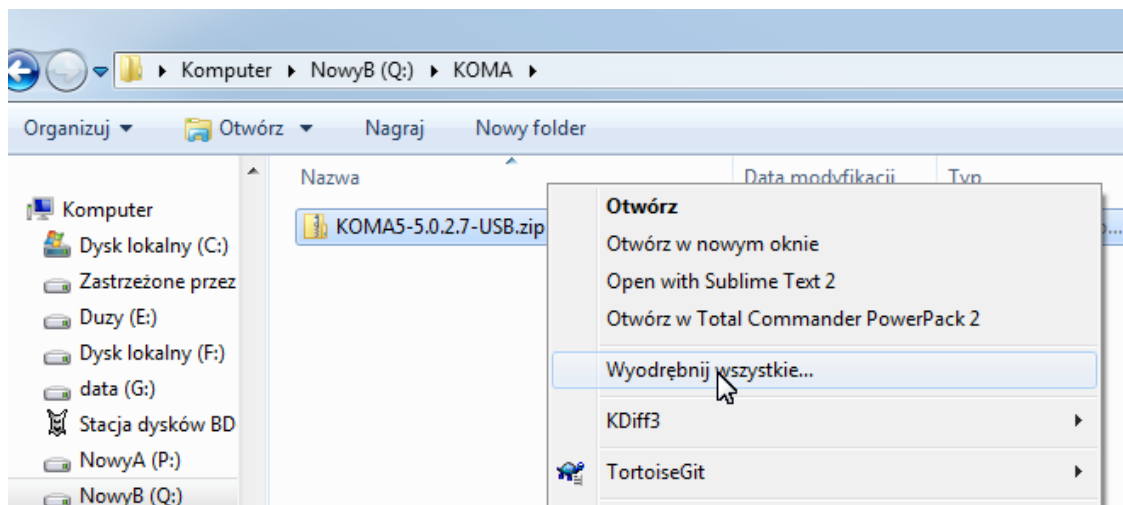 Komputer ▸ NowyB (Q:) ▸ KOMA ▸
Organizuj Otwórz Nagraj Nowy folder
Nazwa Data modyfikacji Typ
Komputer
Dysk lokalny (C:)
Zastrzeżone przez
Duzy (E:)
Dysk lokalny (F:)
data (G:)
Stacja dysków BD
NowyA (P:)
NowyB (Q:)
KOMA5-5.0.2.7-USB.zip
Otwórz
Otwórz w nowym oknie
Open with Sublime Text 2
Otwórz w Total Commander PowerPack 2
Wyodrębnij wszystkie...
KDiff3
TortoiseGit